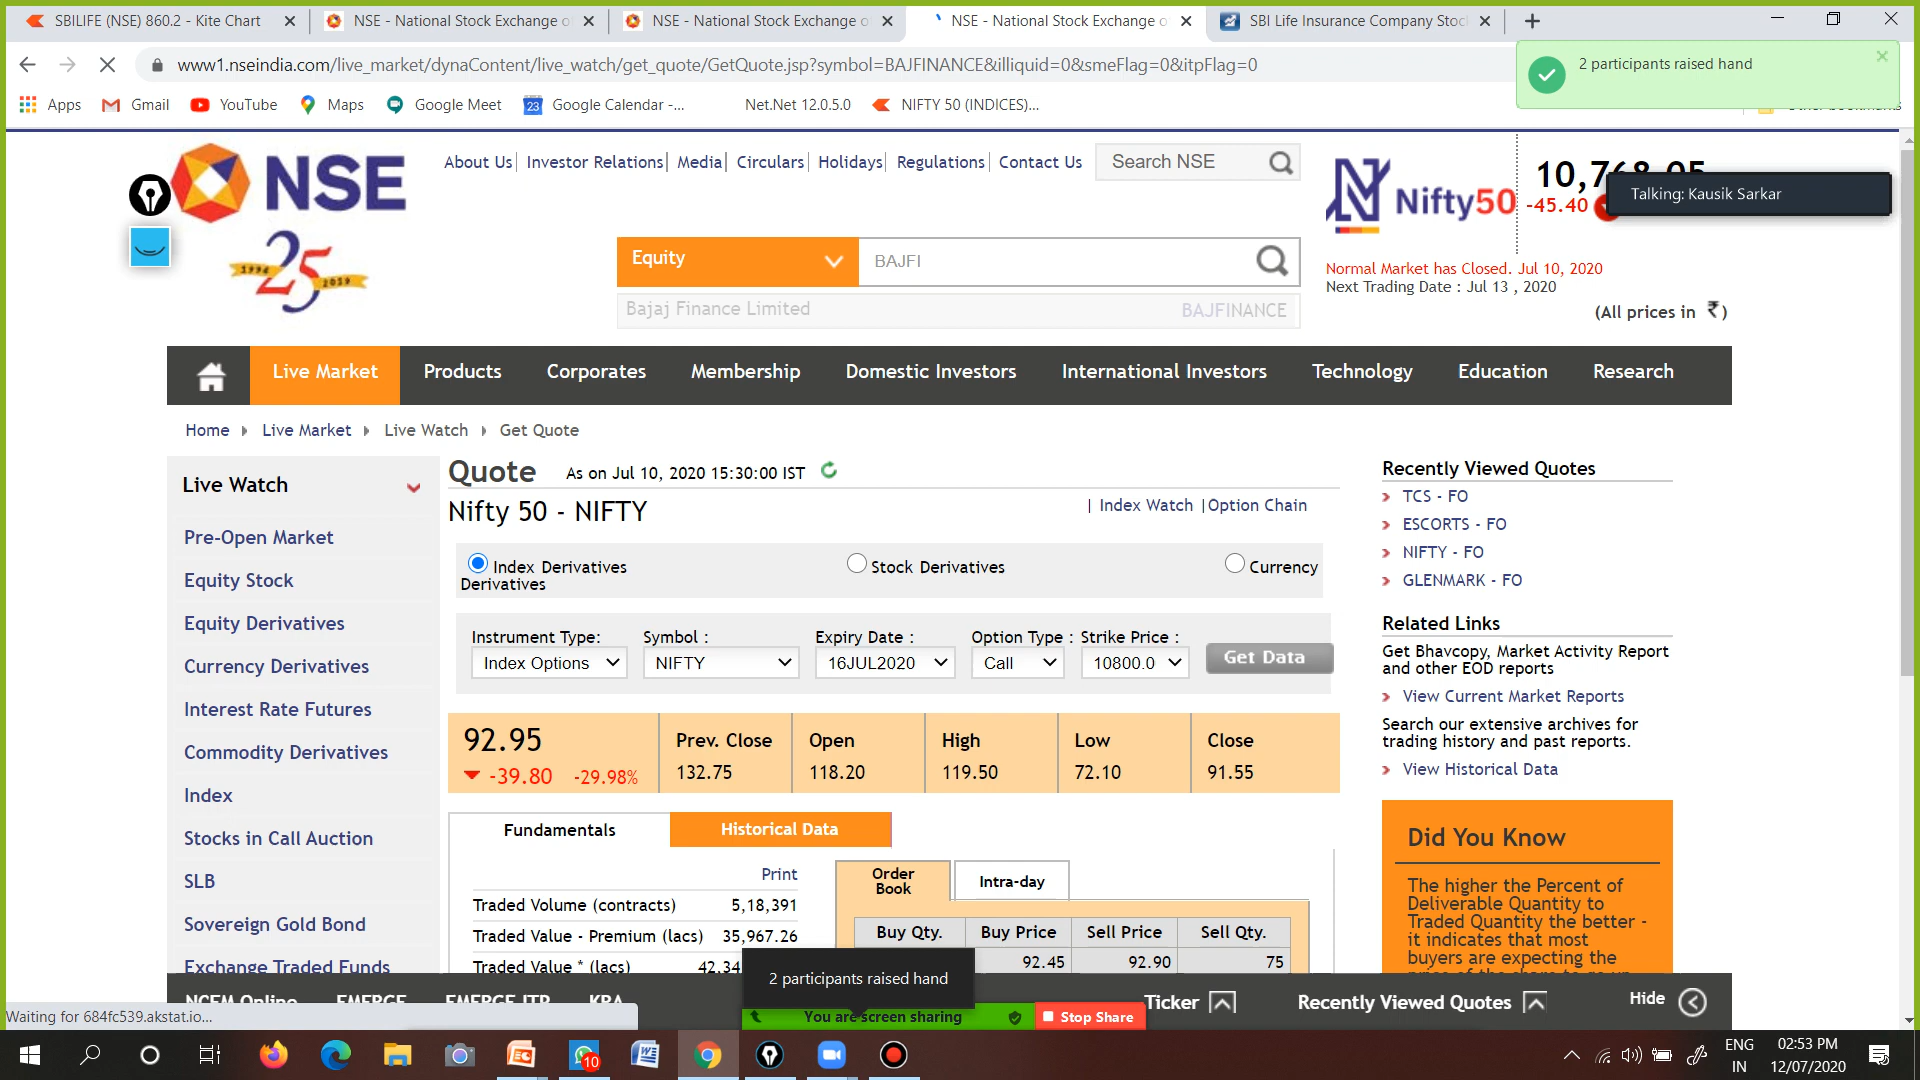 SBILIFE (NSE) 860.2 - Kite Chart
NSE - National Stock Exchange o
NSE - National Stock Exchange of
NSE - National Stock Exchange of
SBI Life Insurance Company Stoc
www1.nseindia.com/live_market/dynaContent/live_watch/get_quote/GetQuote.jsp?symbol=BAJFINANCE&illiquid=0&smeFlag=0&itpFlag=0
2 participants raised hand
Apps
Gmail
YouTube
Maps
Google Meet
23
Google Calendar -...
Net.Net 12.0.5.0
NIFTY 50 (INDICES)...
NSE
1994 25 2019
About Us
Investor Relations
Media
Circulars
Holidays
Regulations
Contact Us
Search NSE
Nifty50
-45.40
Talking: Kausik Sarkar
Equity
BAJFI
Bajaj Finance Limited
BAJFINANCE
Normal Market has Closed. Jul 10, 2020
Next Trading Date : Jul 13 , 2020
(All prices in ₹)
Live Market
Products
Corporates
Membership
Domestic Investors
International Investors
Technology
Education
Research
Home
Live Market
Live Watch
Get Quote
Live Watch
Pre-Open Market
Equity Stock
Equity Derivatives
Currency Derivatives
Interest Rate Futures
Commodity Derivatives
Index
Stocks in Call Auction
SLB
Sovereign Gold Bond
Exchange Traded Funds
Quote
As on Jul 10, 2020 15:30:00 IST
Nifty 50 - NIFTY
| Index Watch |Option Chain
Index Derivatives
Stock Derivatives
Currency
Derivatives
Instrument Type:
Symbol :
Expiry Date :
Option Type :
Strike Price :
Index Options
NIFTY
16JUL2020
Call
10800.0
Get Data
92.95
-39.80
-29.98%
Prev. Close
132.75
Open
118.20
High
119.50
Low
72.10
Close
91.55
Fundamentals
Historical Data
Print
Traded Volume (contracts)
5,18,391
Traded Value - Premium (lacs)
35,967.26
Traded Value * (lacs)
42,34
Order
Book
Intra-day
Buy Qty.
Buy Price
Sell Price
Sell Qty.
92.45
92.90
75
Recently Viewed Quotes
TCS - FO
ESCORTS - FO
NIFTY - FO
GLENMARK - FO
Related Links
Get Bhavcopy, Market Activity Report
and other EOD reports
View Current Market Reports
Search our extensive archives for
trading history and past reports.
View Historical Data
Did You Know
The higher the Percent of
Deliverable Quantity to
Traded Quantity the better -
it indicates that most
buyers are expecting the
2 participants raised hand
NCFM Online
EMERGE
EMERGE ITP
KRA
Ticker
Recently Viewed Quotes
Hide
Waiting for 684fc539.akstat.io...
You are screen sharing
Stop Share
10
ENG
IN
02:53 PM
12/07/2020